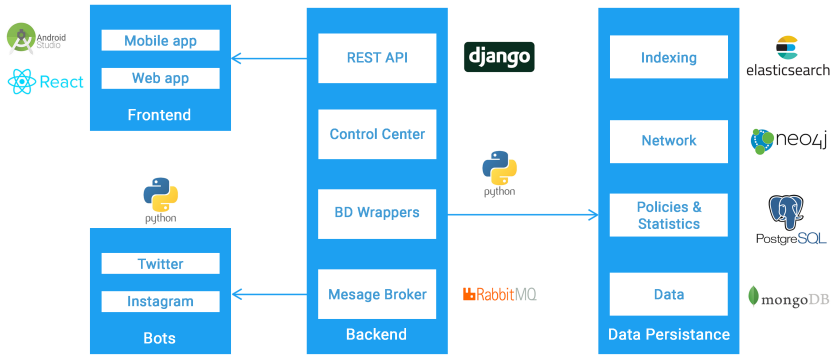 Android
Studio
React
Mobile app
Web app
Frontend
python
Twitter
Instagram
Bots
REST API
Control Center
BD Wrappers
Mesage Broker
Backend
django
python
RabbitMQ
Indexing
Network
Policies &
Statistics
Data
Data Persistance
elasticsearch
neo4j
PostgreSQL
mongoDB